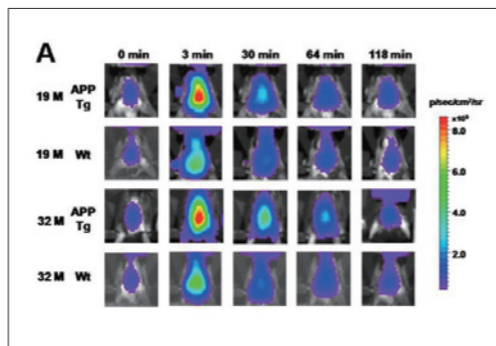 A
0 min 3 min 30 min 64 min 118 min
19 M APP Tg
19 M Wt
32 M APP Tg
32 M Wt
p/sec/cm²/sr
8.0
6.0
4.0
2.0